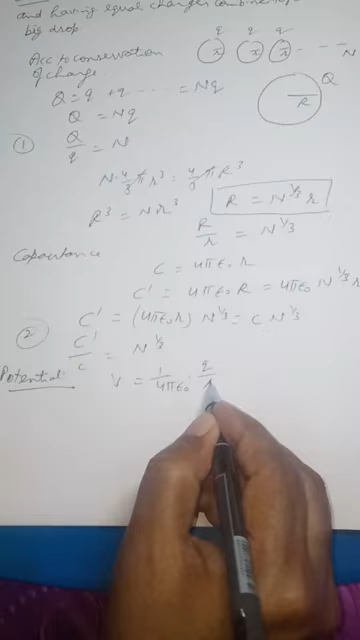 and having equal charges combine to form
big drop
Acc to conservation
of charge
q q q
r r r - - - N
Q = q + q ----- = Nq
Q = Nq
Q
R
① Q/q = N
N · 4/3 π r³ = 4/3 π R³
R³ = N r³
R = N^1/3 r
R/r = N^1/3
Capacitance
C = 4πε₀ r
C' = 4πε₀ R = 4πε₀ N^1/3 r
C' = (4πε₀ r) N^1/3 = C N^1/3
② C'/C = N^1/3
Potential:
V = 1/4πε₀ · q/r